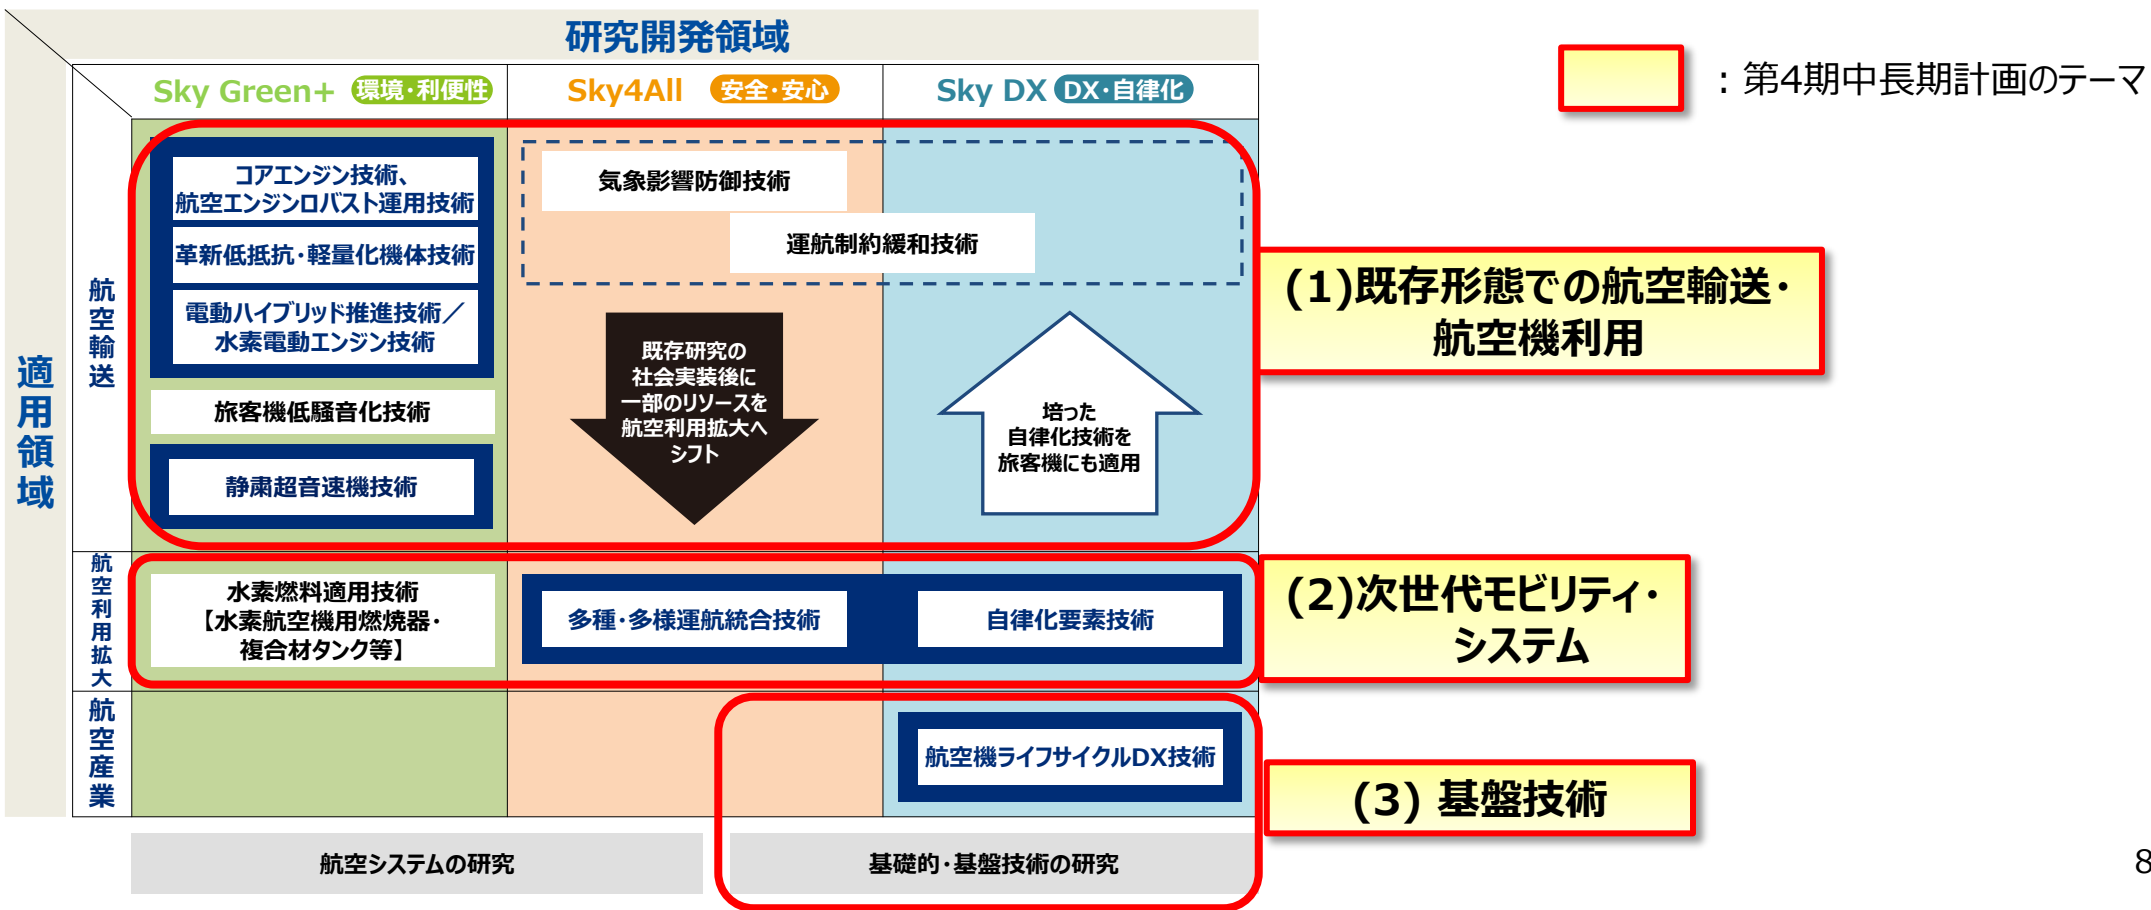 研究開発領域
：第4期中長期計画のテーマ
Sky Green+ 環境・利便性
Sky4All 安全・安心
Sky DX DX・自律化
適用領域
航空輸送
コアエンジン技術、
航空エンジンロバスト運用技術
革新低抵抗・軽量化機体技術
電動ハイブリッド推進技術／
水素電動エンジン技術
旅客機低騒音化技術
静粛超音速機技術
気象影響防御技術
運航制約緩和技術
既存研究の
社会実装後に
一部のリソースを
航空利用拡大へ
シフト
培った
自律化技術を
旅客機にも適用
(1)既存形態での航空輸送・
航空機利用
航空利用拡大
水素燃料適用技術
【水素航空機用燃焼器・
複合材タンク等】
多種・多様運航統合技術
自律化要素技術
(2)次世代モビリティ・
システム
航空産業
航空機ライフサイクルDX技術
(3) 基盤技術
航空システムの研究
基礎的・基盤技術の研究
8